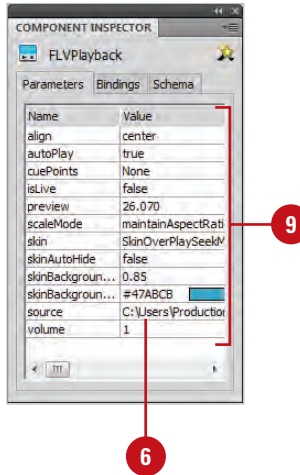 COMPONENT INSPECTOR
FLVPlayback
Parameters Bindings Schema
Name Value
align center
autoPlay true
cuePoints None
isLive false
preview 26.070
scaleMode maintainAspectRati
skin SkinOverPlaySeekM
skinAutoHide false
skinBackgroun... 0.85
skinBackgroun... #47ABCB
source C:\Users\Production
volume 1
9
6